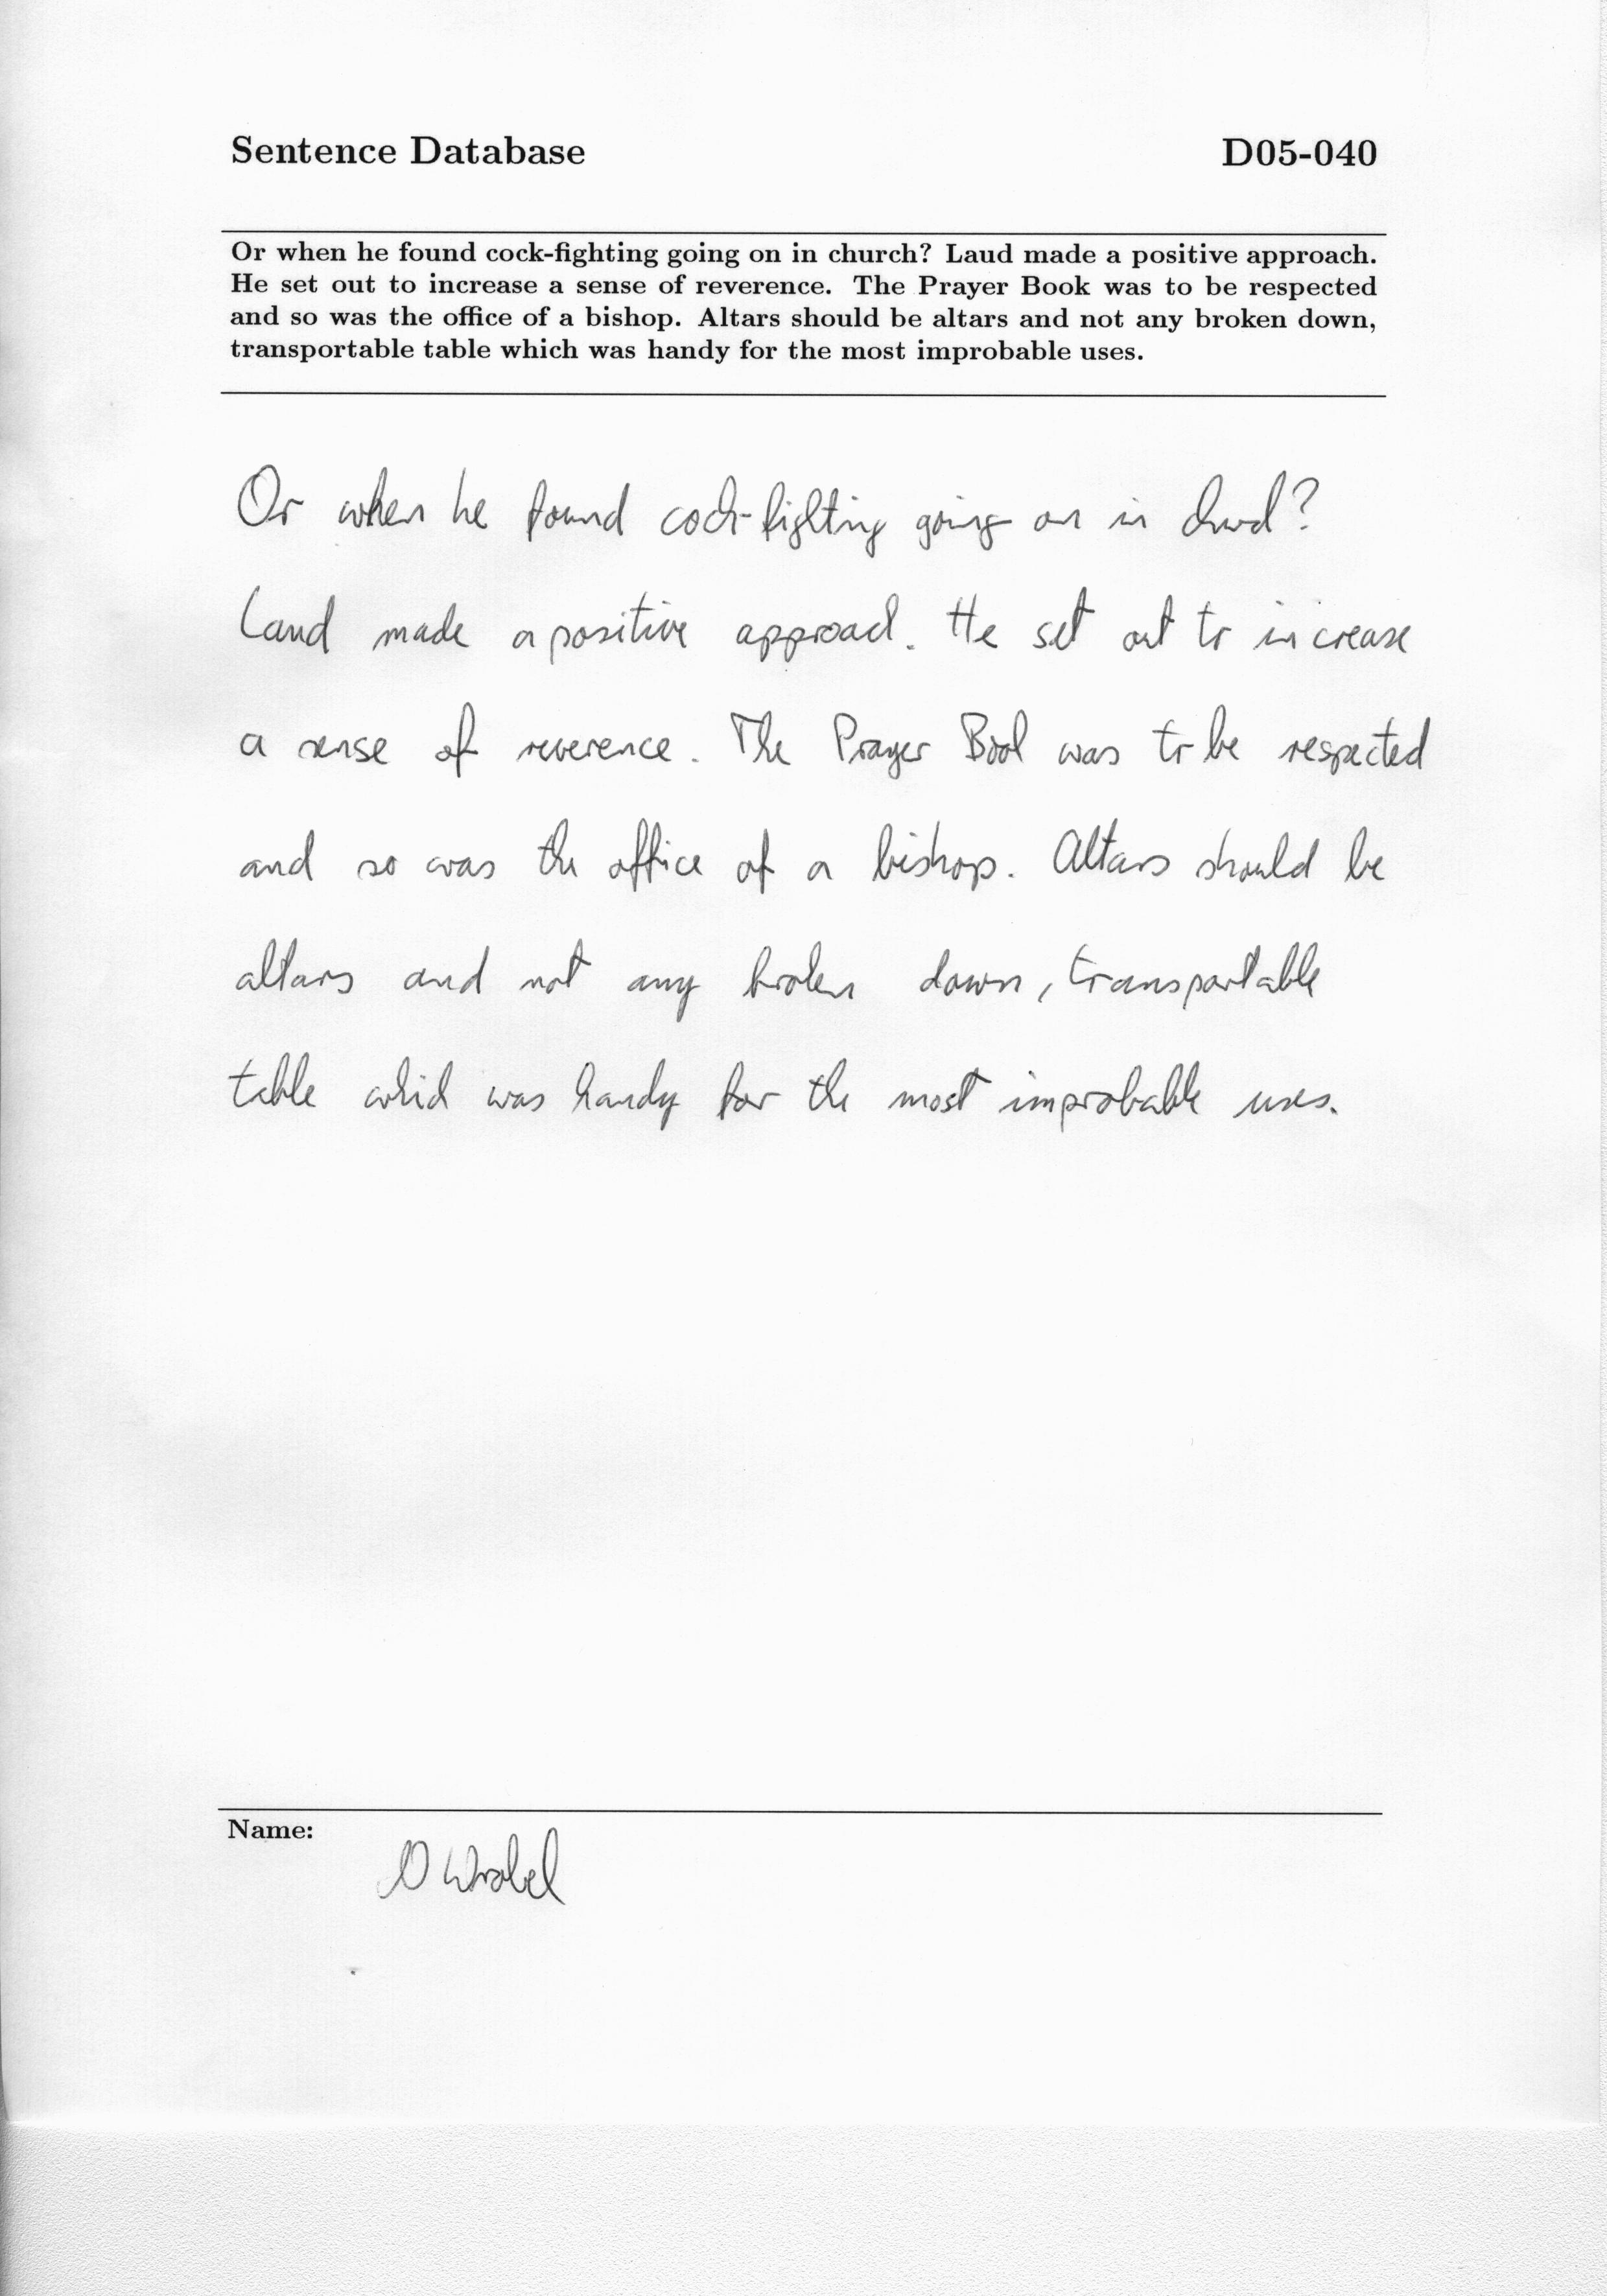 Sentence Database D05-040
Or when he found cock-fighting going on in church? Laud made a positive approach.
He set out to increase a sense of reverence. The Prayer Book was to be respected
and so was the office of a bishop. Altars should be altars and not any broken down,
transportable table which was handy for the most improbable uses.
Or when he found cock-fighting going on in church?
Laud made a positive approach. He set out to increase
a sense of reverence. The Prayer Book was to be respected
and so was the office of a bishop. Altars should be
altars and not any broken down, transportable
table which was handy for the most improbable uses.
Name:
O Wrobel